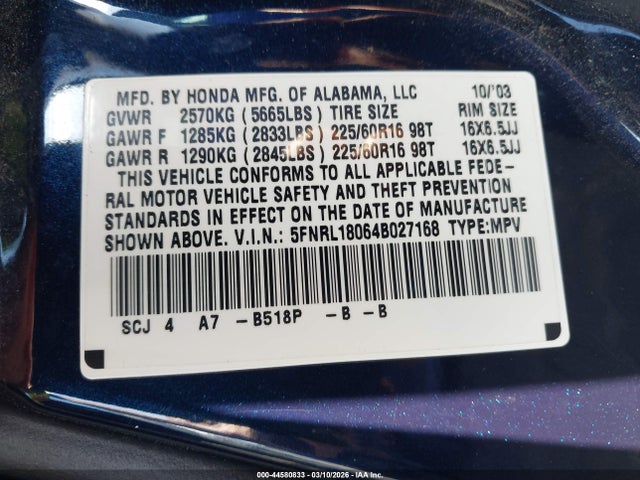 MFD. BY HONDA MFG. OF ALABAMA, LLC 10/'03
GVWR 2570KG (5665LBS) TIRE SIZE RIM SIZE
GAWR F 1285KG (2833LBS) 225/60R16 98T 16X6.5JJ
GAWR R 1290KG (2845LBS) 225/60R16 98T 16X6.5JJ
THIS VEHICLE CONFORMS TO ALL APPLICABLE FEDE-
RAL MOTOR VEHICLE SAFETY AND THEFT PREVENTION
STANDARDS IN EFFECT ON THE DATE OF MANUFACTURE
SHOWN ABOVE. V.I.N.: 5FNRL18064B027168 TYPE:MPV
SCJ 4 A7 -B518P -B -B
000-44580833 - 03/10/2026 - IAA Inc.